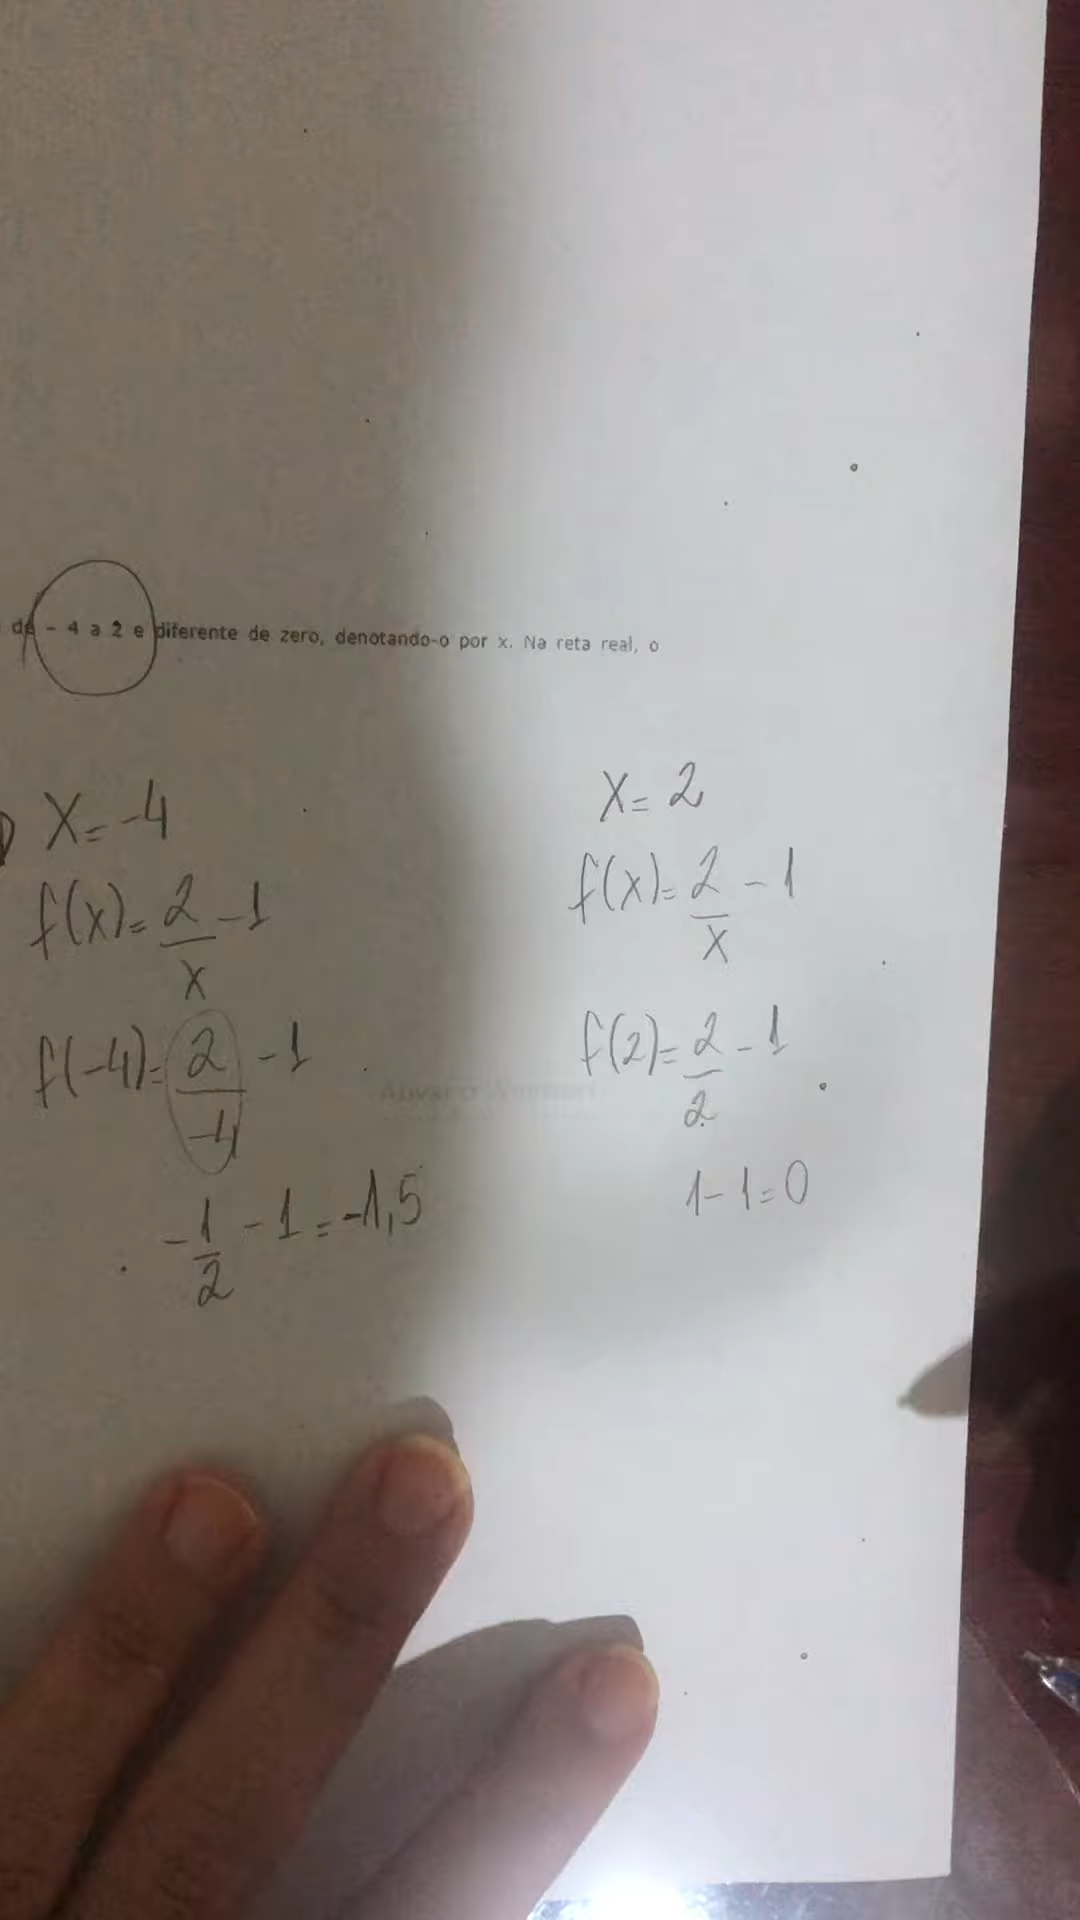 de - 4 a 2 e diferente de zero, denotando-o por x. Na reta real, o
X = -4
f(x) = 2/x - 1
f(-4) = 2/-4 - 1
-1/2 - 1 = -1,5
X = 2
f(x) = 2/x - 1
f(2) = 2/2 - 1
1 - 1 = 0